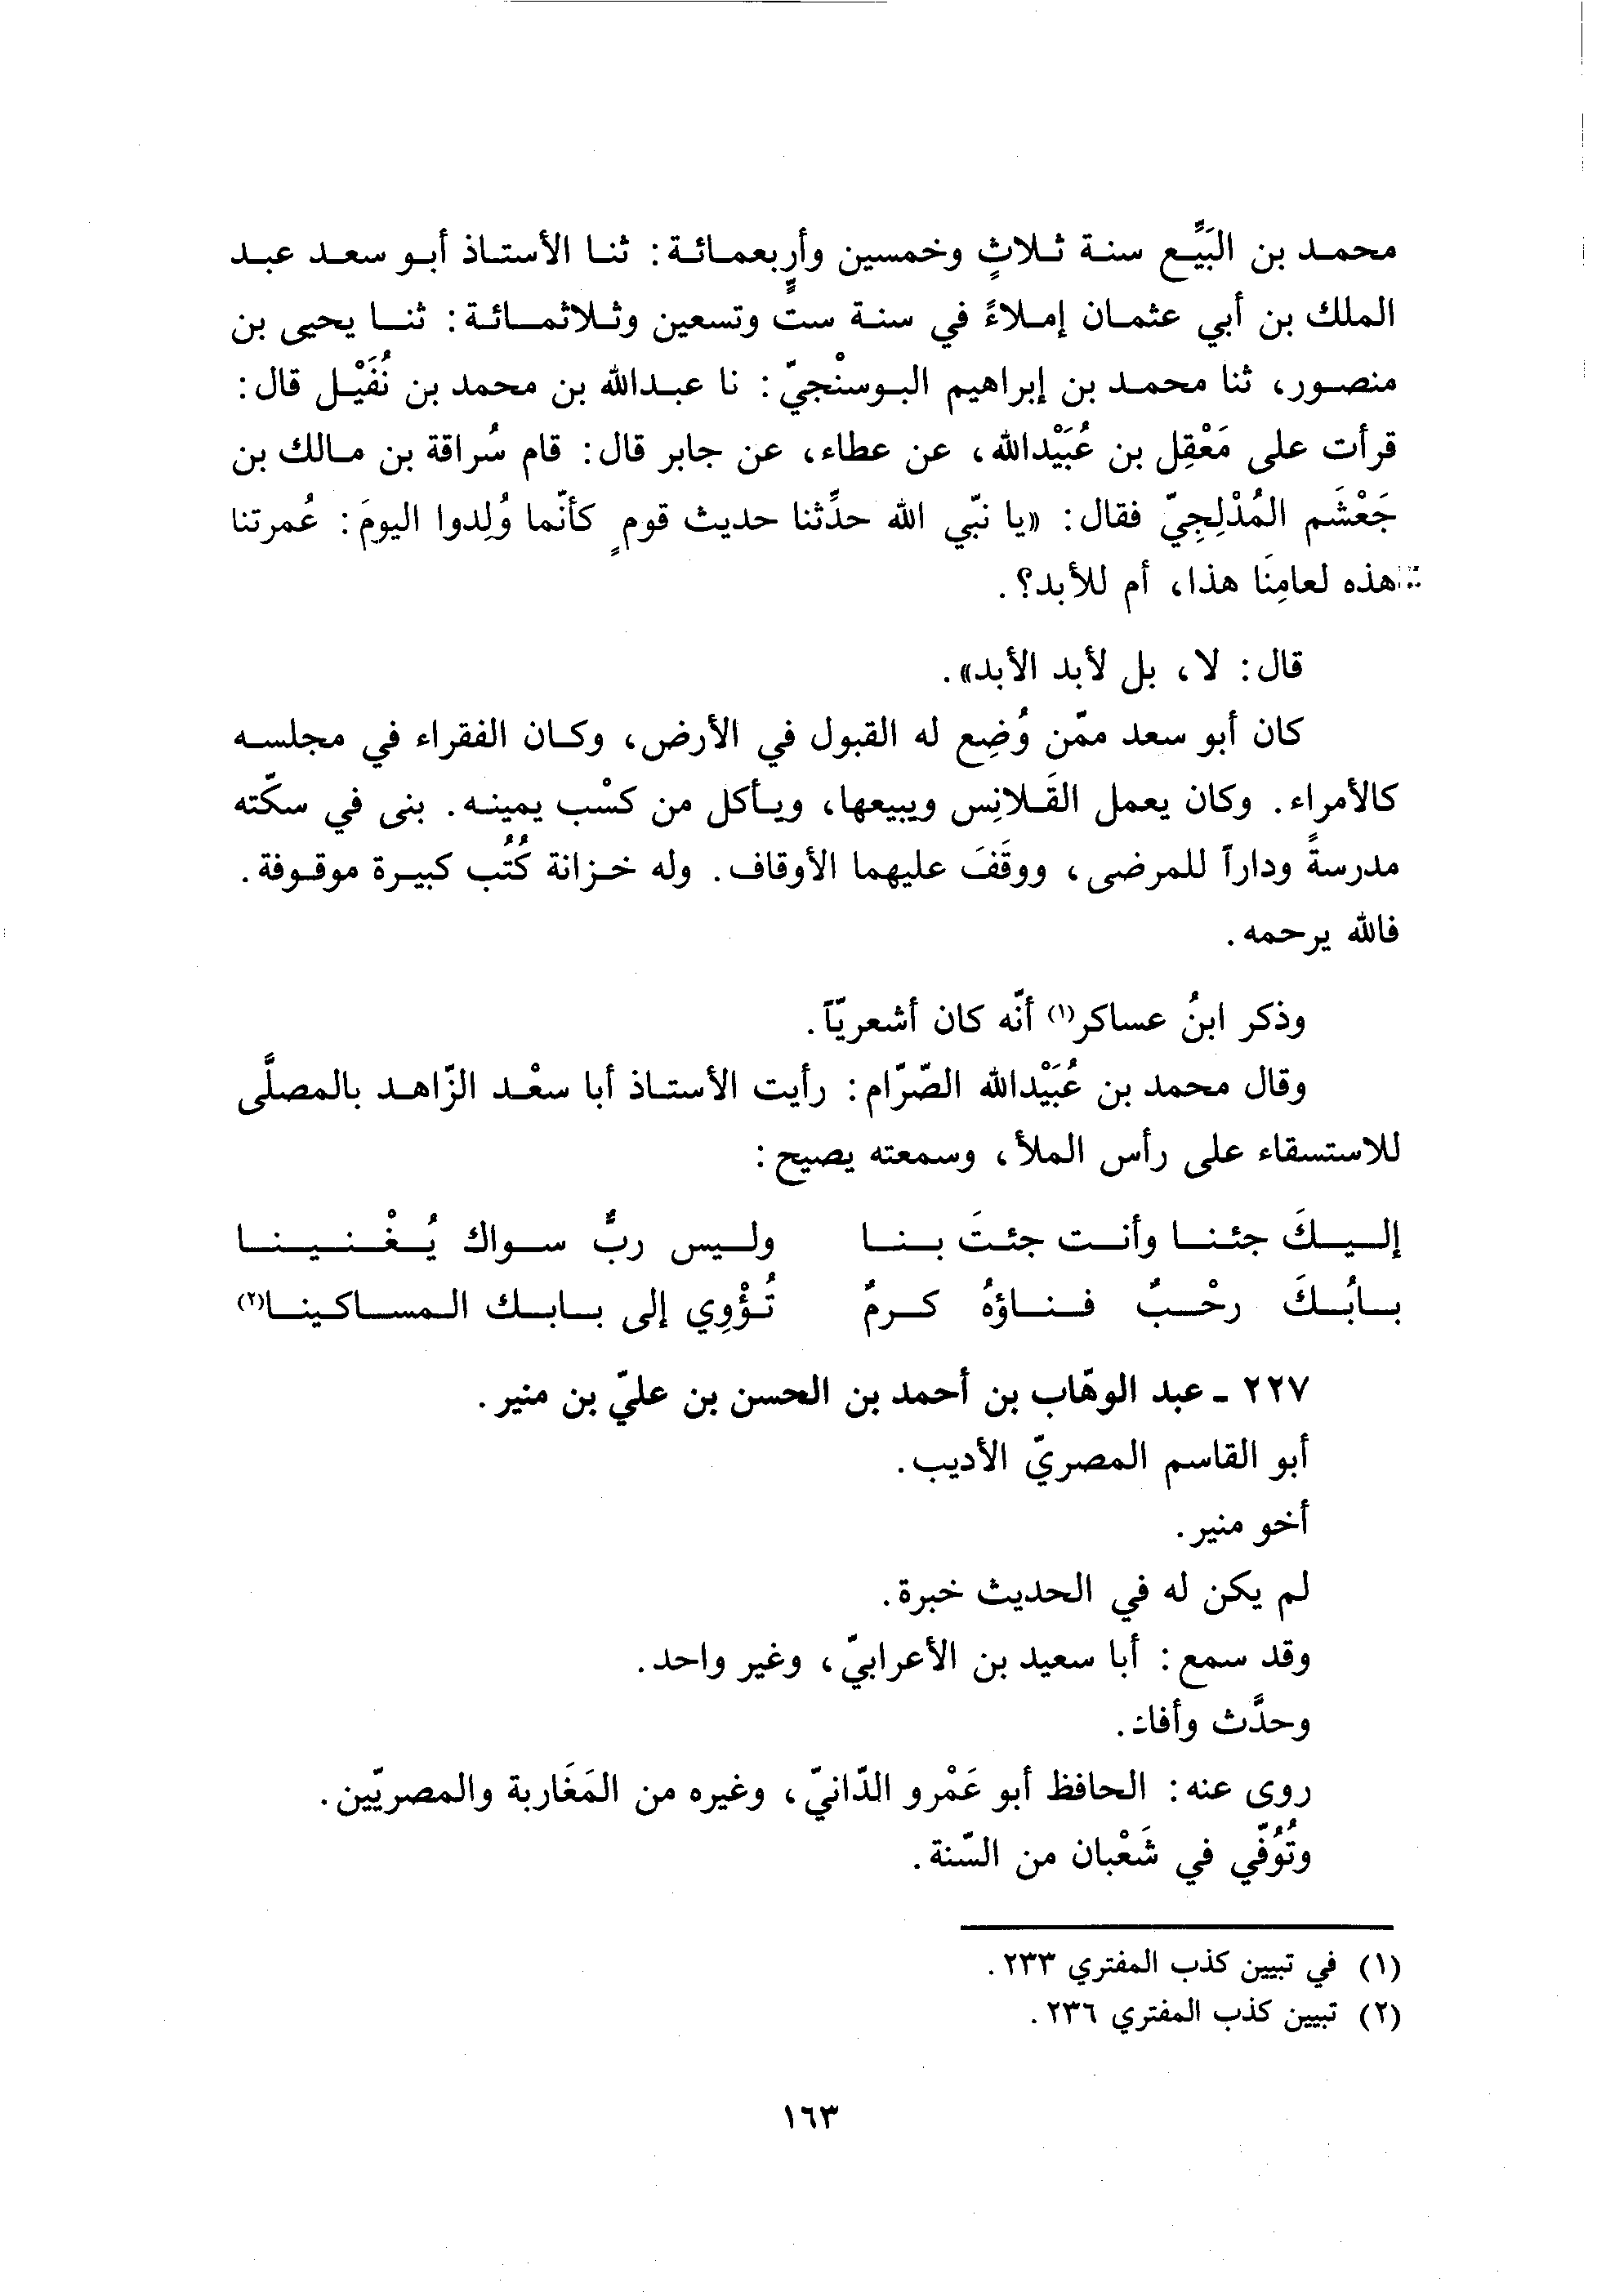 محمد بن البَيِّع سنة ثلاثٍ وخمسين وأربعمائة: ثنا الأستاذ أبو سعد عبد
الملك بن أبي عثمان إملاءً في سنة ستٍّ وتسعين وثلاثمائة: ثنا يحيى بن
منصور، ثنا محمد بن إبراهيم البوسنْجيّ: نا عبدالله بن محمد بن نُفَيْل قال:
قرأت على مَعْقِل بن عُبَيْدالله، عن عطاء، عن جابر قال: قام سُراقة بن مالك بن
جَعْشَم المُدْلِجِيّ فقال: «يا نبّي الله حدِّثنا حديث قومٍ كأنّما وُلِدوا اليومَ: عُمرتنا
هذه لعامِنَا هذا، أم للأبد؟.
قال: لا، بل لأبد الأبد».
كان أبو سعد ممّن وُضِع له القبول في الأرض، وكان الفقراء في مجلسه
كالأمراء. وكان يعمل القَلانِس ويبيعها، ويأكل من كسْب يمينه. بنى في سكّته
مدرسةً وداراً للمرضى، ووقَفَ عليهما الأوقاف. وله خزانة كُتُب كبيرة موقوفة.
فالله يرحمه.
وذكر ابنُ عساكر(١) أنّه كان أشعريّاً.
وقال محمد بن عُبَيْدالله الصّرّام: رأيت الأستاذ أبا سعْد الزّاهد بالمصلَّى
للاستسقاء على رأس الملأ، وسمعته يصيح:
إليكَ جئنا وأنت جئتَ بنا وليس ربٌّ سواك يُغْنينا
بابُكَ رحْبٌ فناؤهُ كرمٌ تُؤْوِي إلى بابك المساكينا(٢)
٢٢٧ ـ عبد الوهّاب بن أحمد بن الحسن بن عليّ بن منير.
أبو القاسم المصريّ الأديب.
أخو منير.
لم يكن له في الحديث خبرة.
وقد سمع: أبا سعيد بن الأعرابيّ، وغير واحد.
وحدَّث وأفاد.
روى عنه: الحافظ أبو عَمْرو الدّانيّ، وغيره من المَغَاربة والمصريّين.
وتُوُفّي في شَعْبان من السّنة.
(١) في تبيين كذب المفتري ٢٣٣.
(٢) تبيين كذب المفتري ٢٣٦.
١٦٣